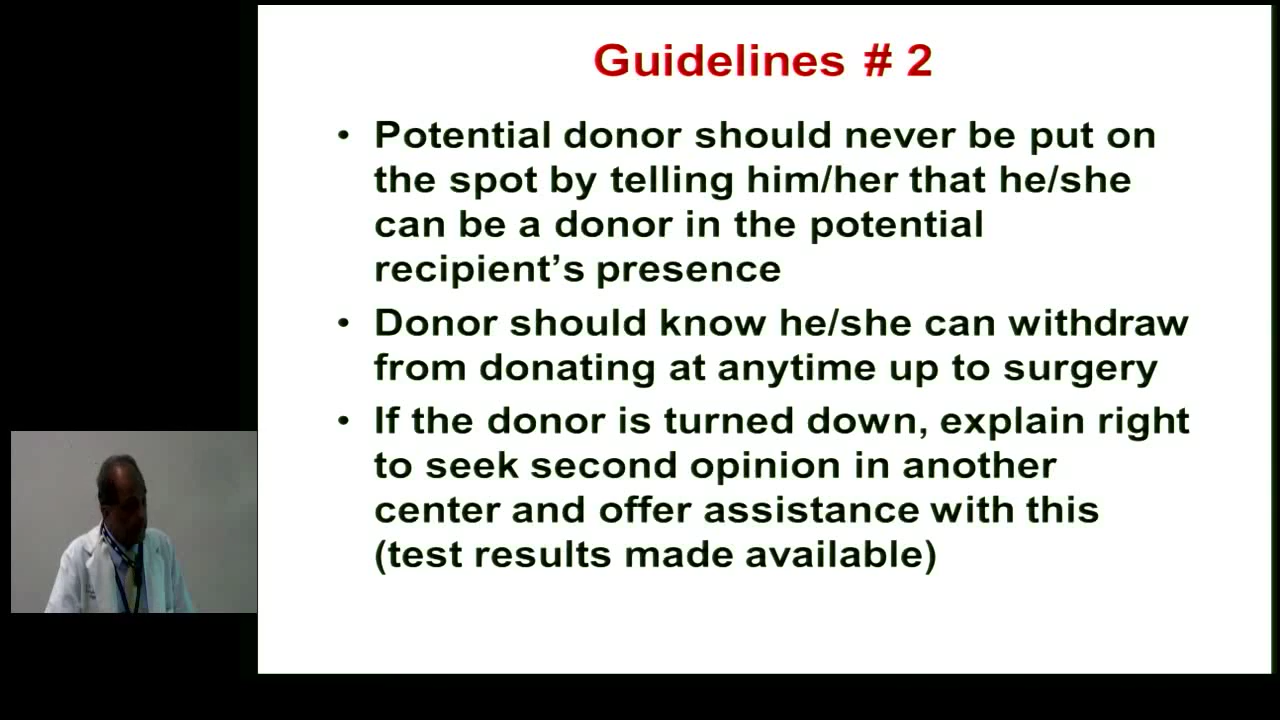 Guidelines # 2
• Potential donor should never be put on
the spot by telling him/her that he/she
can be a donor in the potential
recipient’s presence
• Donor should know he/she can withdraw
from donating at anytime up to surgery
• If the donor is turned down, explain right
to seek second opinion in another
center and offer assistance with this
(test results made available)